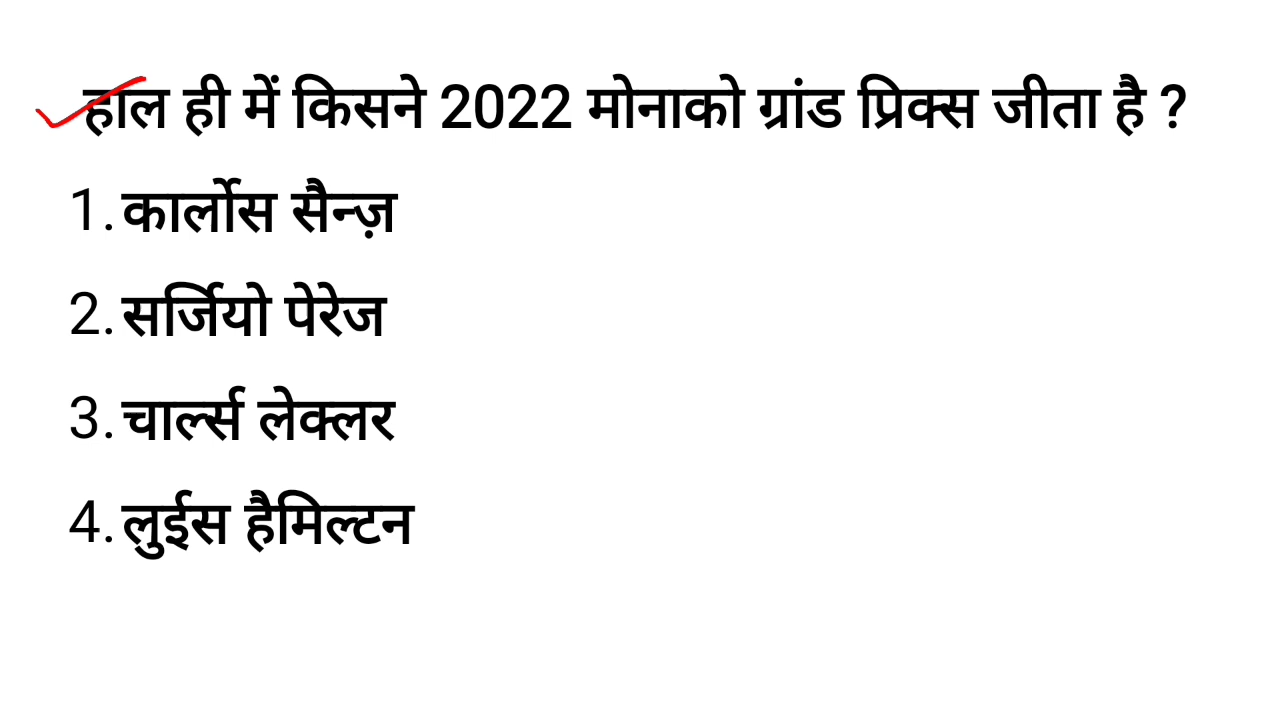 हाल ही में किसने 2022 मोनाको ग्रांड प्रिक्स जीता है ?
1. कार्लोस सैन्ज़
2. सर्जियो पेरेज
3. चार्ल्स लेक्लर
4. लुईस हैमिल्टन